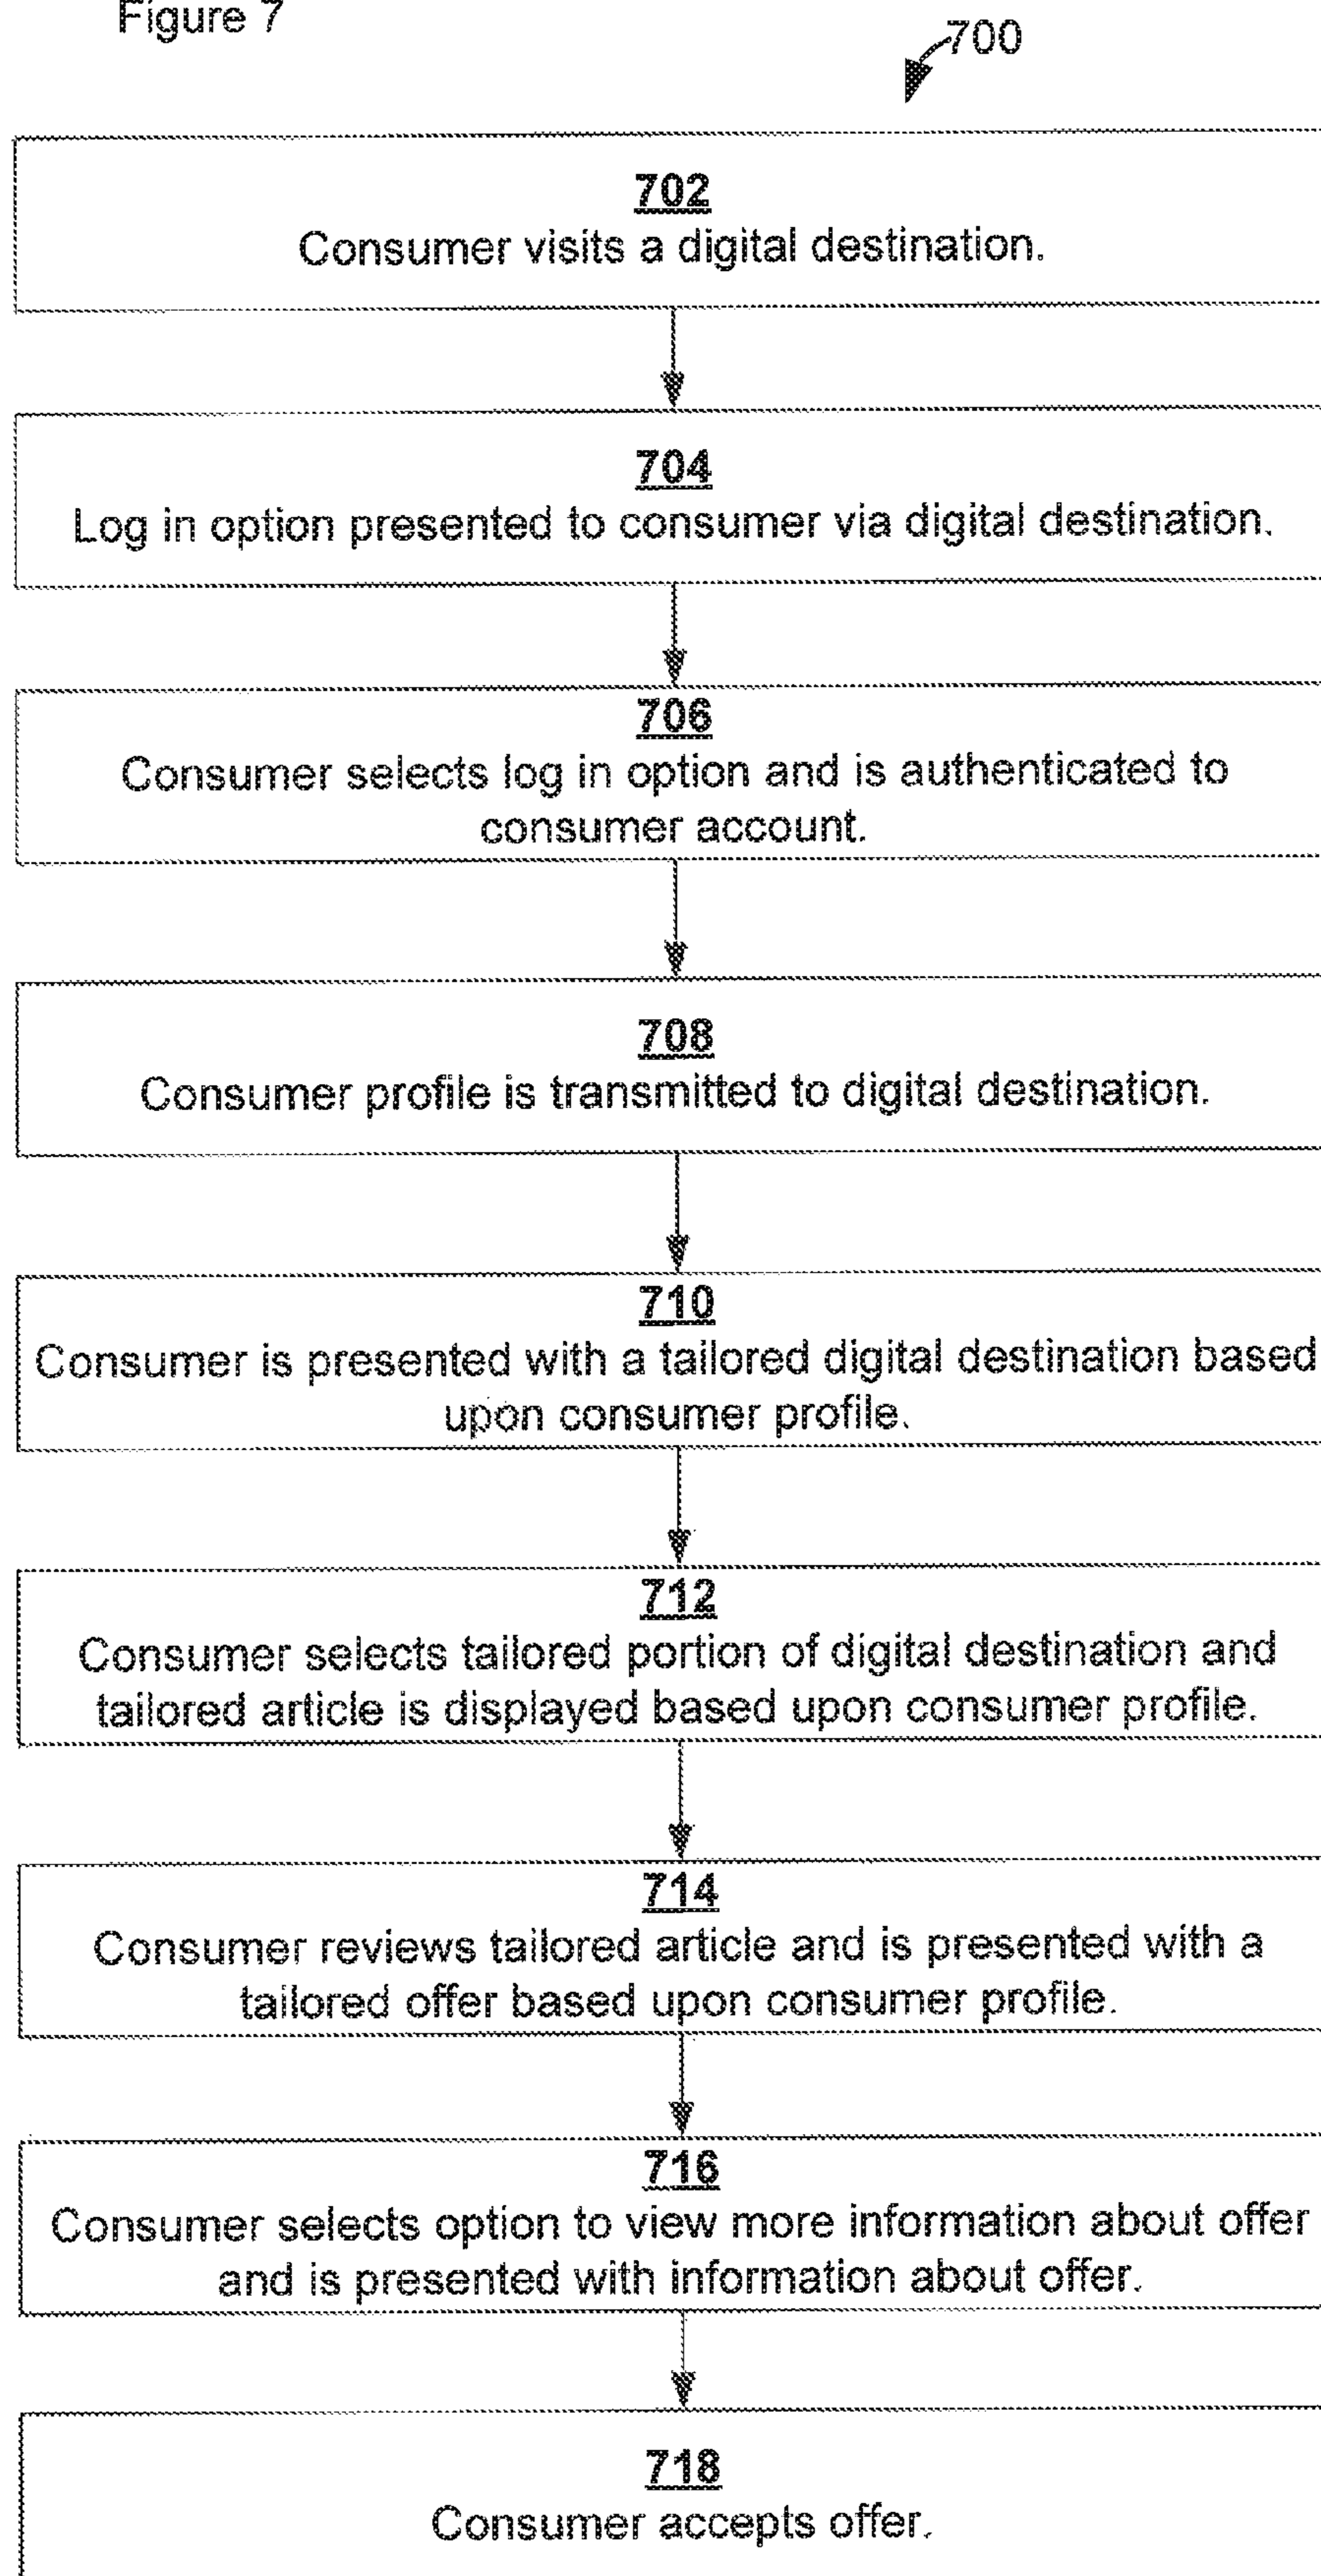 Figure 7
700
702
Consumer visits a digital destination.
704
Log in option presented to consumer via digital destination.
706
Consumer selects log in option and is authenticated to
consumer account.
708
Consumer profile is transmitted to digital destination.
710
Consumer is presented with a tailored digital destination based
upon consumer profile.
712
Consumer selects tailored portion of digital destination and
tailored article is displayed based upon consumer profile.
714
Consumer reviews tailored article and is presented with a
tailored offer based upon consumer profile.
716
Consumer selects option to view more information about offer
and is presented with information about offer.
718
Consumer accepts offer.